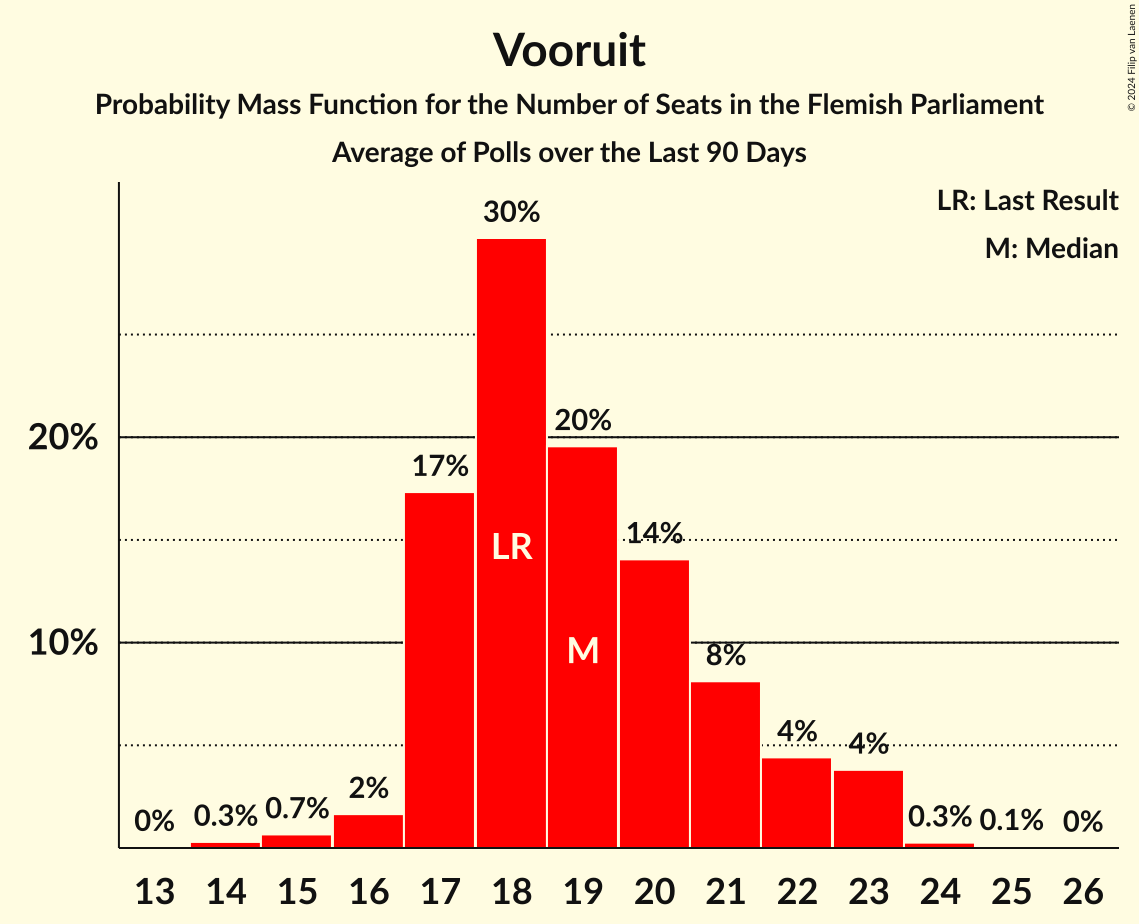 Vooruit
Probability Mass Function for the Number of Seats in the Flemish Parliament
Average of Polls over the Last 90 Days
© 2024 Filip van Laenen
LR: Last Result
M: Median
30%
20%
20%
17%
14%
LR
M
10%
8%
4%
4%
2%
0%
0.3%
0.7%
0.3%
0.1%
0%
13 14 15 16 17 18 19 20 21 22 23 24 25 26